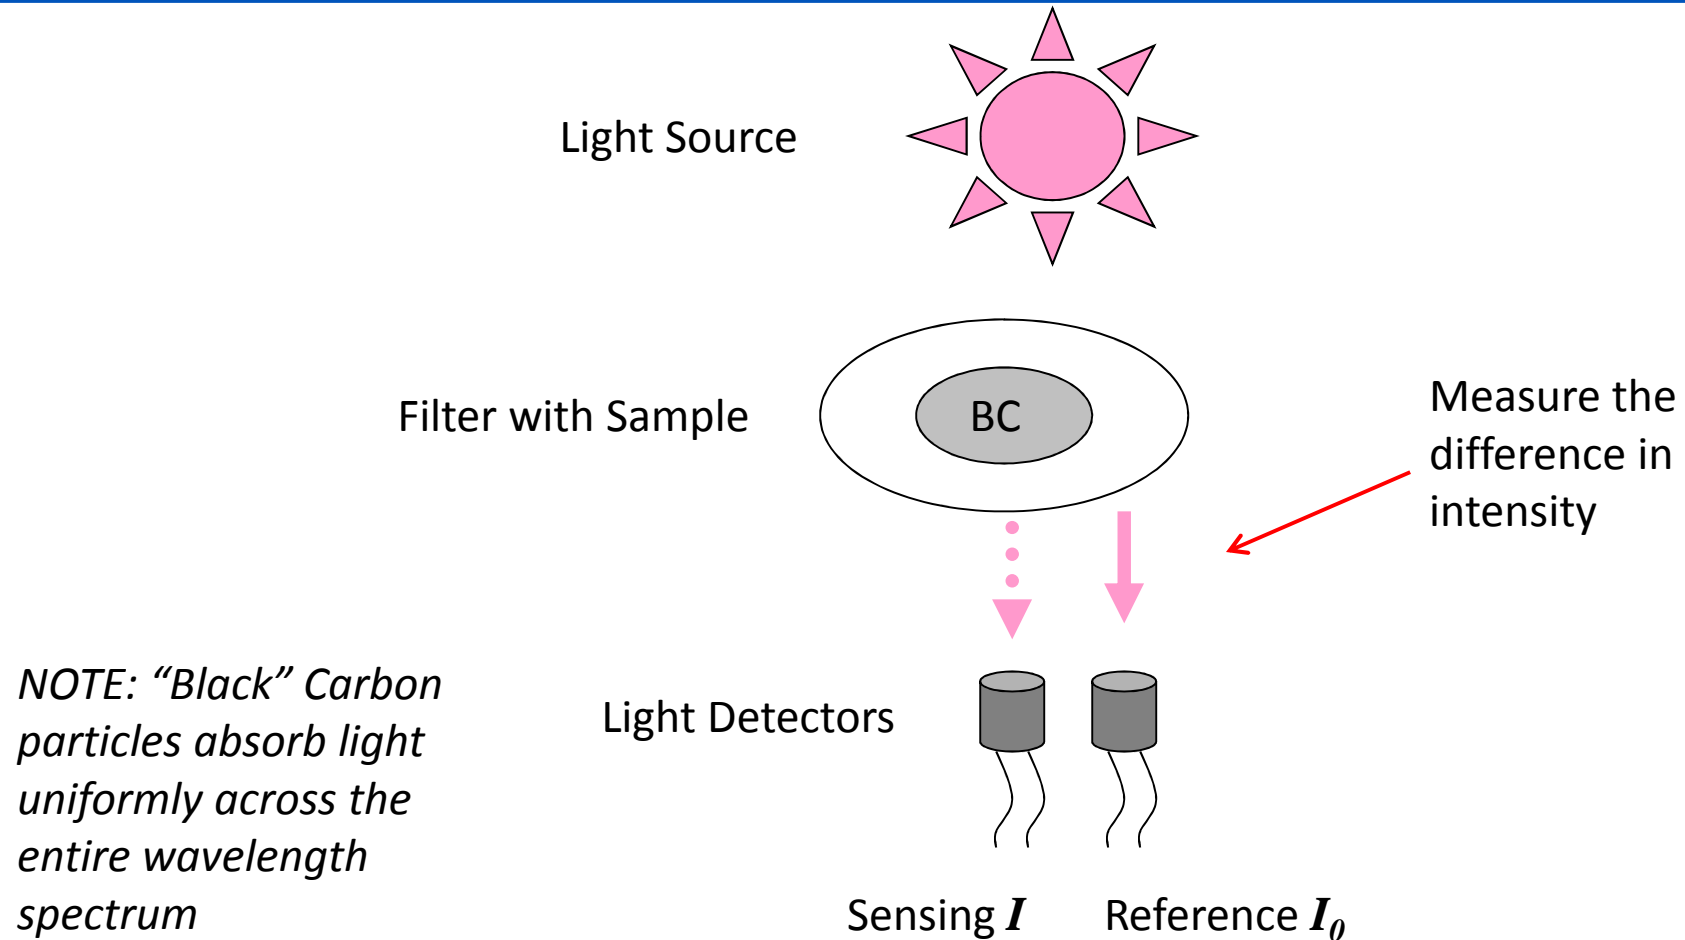 Light Source
Filter with Sample
BC
Measure the
difference in
intensity
NOTE: “Black” Carbon
particles absorb light
uniformly across the
entire wavelength
spectrum
Light Detectors
Sensing I
Reference I₀